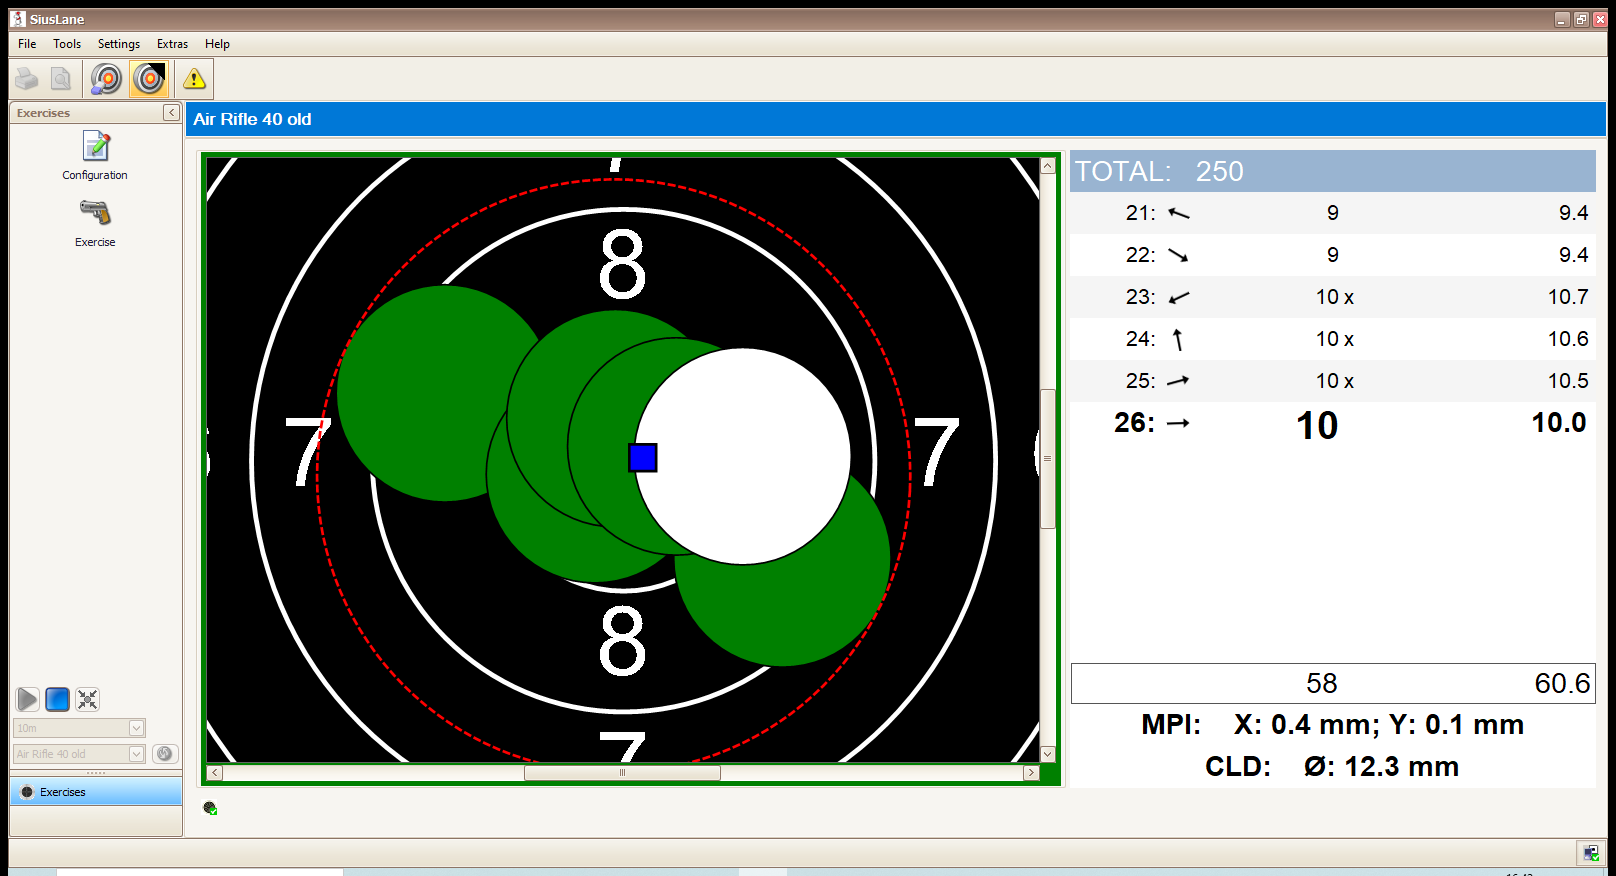 SiusLane
File Tools Settings Extras Help
Exercises
Configuration
Exercise
10m
Air Rifle 40 old
Exercises
Air Rifle 40 old
8
7 7
8
7
TOTAL: 250
21: 9 9.4
22: 9 9.4
23: 10 x 10.7
24: 10 x 10.6
25: 10 x 10.5
26: 10 10.0
58 60.6
MPI: X: 0.4 mm; Y: 0.1 mm
CLD: Ø: 12.3 mm